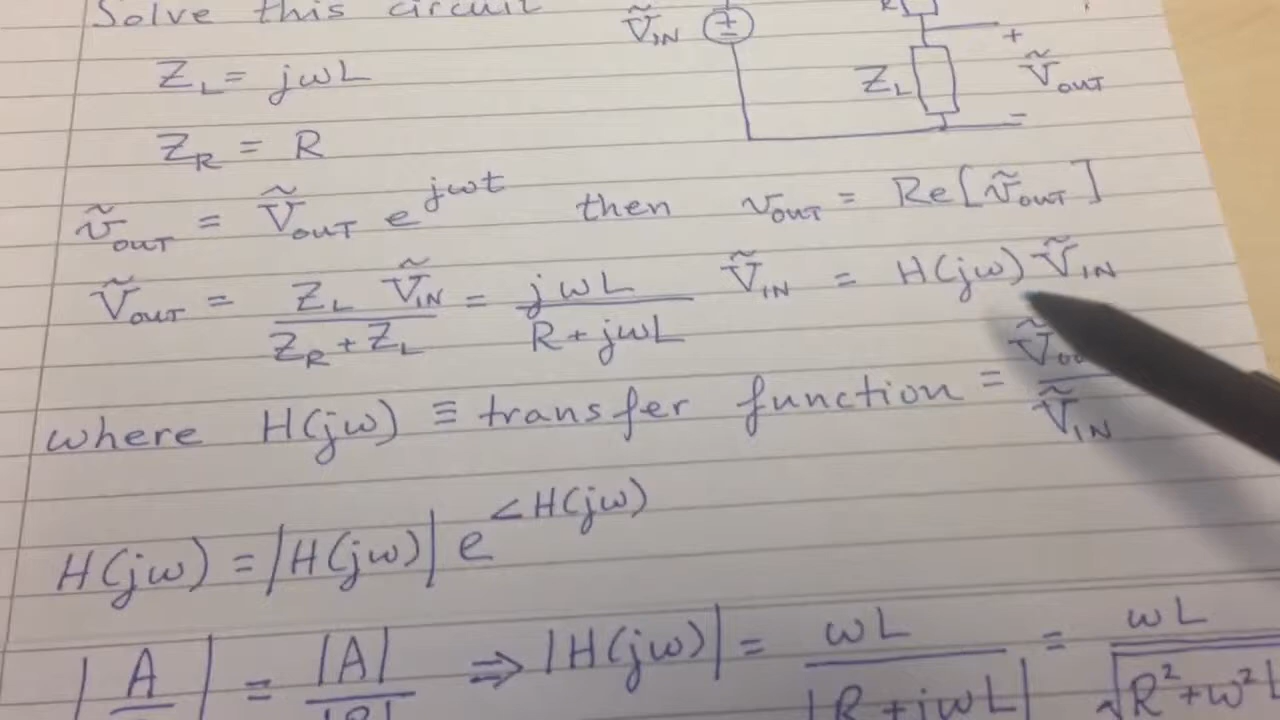 Solve this circuit
Ṽ_IN
Z_L
+
Ṽ_OUT
−
Z_L = jωL
Z_R = R
ṽ_OUT = Ṽ_OUT e^{jωt} then v_OUT = Re[ṽ_OUT]
Ṽ_OUT = Z_L Ṽ_IN / (Z_R + Z_L) = jωL / (R + jωL) Ṽ_IN = H(jω) Ṽ_IN
where H(jω) ≡ transfer function = / Ṽ_IN
H(jω) = |H(jω)| e^{∠H(jω)}
|A = |A| ⇒ |H(jω)| = ωL / |R + jωL| = ωL / √R² + ω²